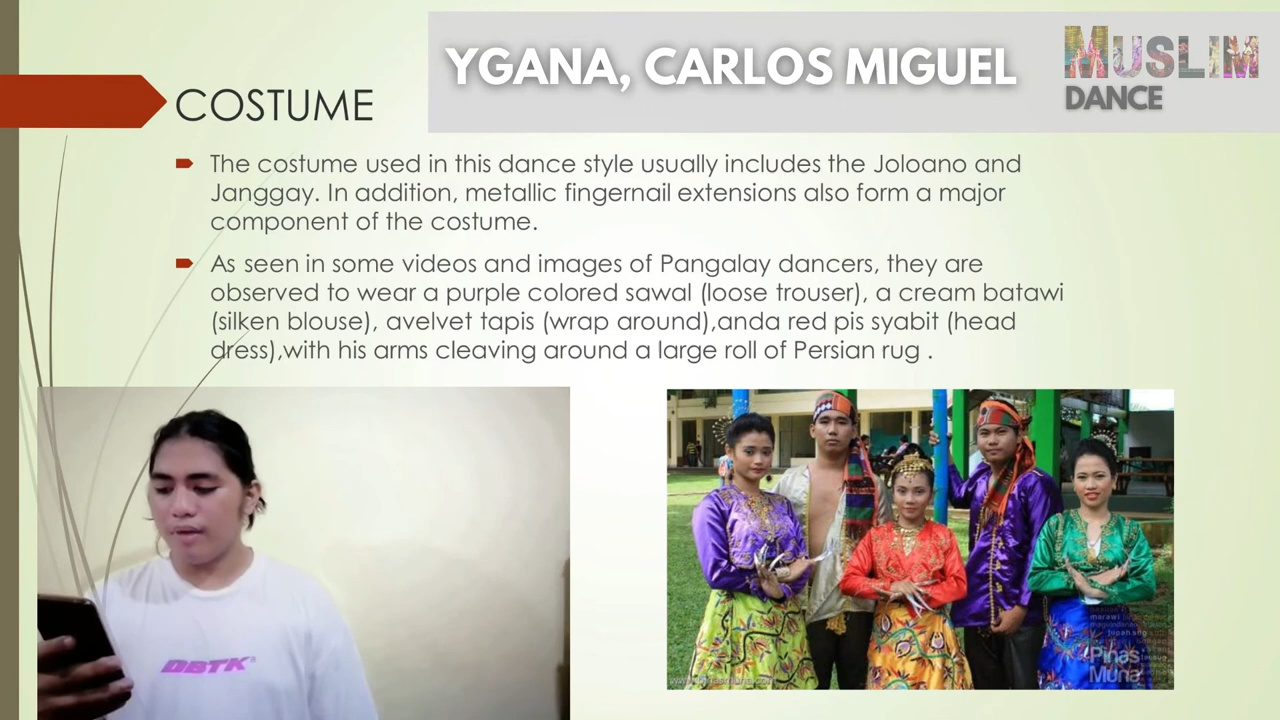 YGANA, CARLOS MIGUEL
MUSLIM
DANCE
COSTUME
The costume used in this dance style usually includes the Joloano and
Janggay. In addition, metallic fingernail extensions also form a major
component of the costume.
As seen in some videos and images of Pangalay dancers, they are
observed to wear a purple colored sawal (loose trouser), a cream batawi
(silken blouse), avelvet tapis (wrap around),anda red pis syabit (head
dress),with his arms cleaving around a large roll of Persian rug .
DBTK
Pinas
Muna